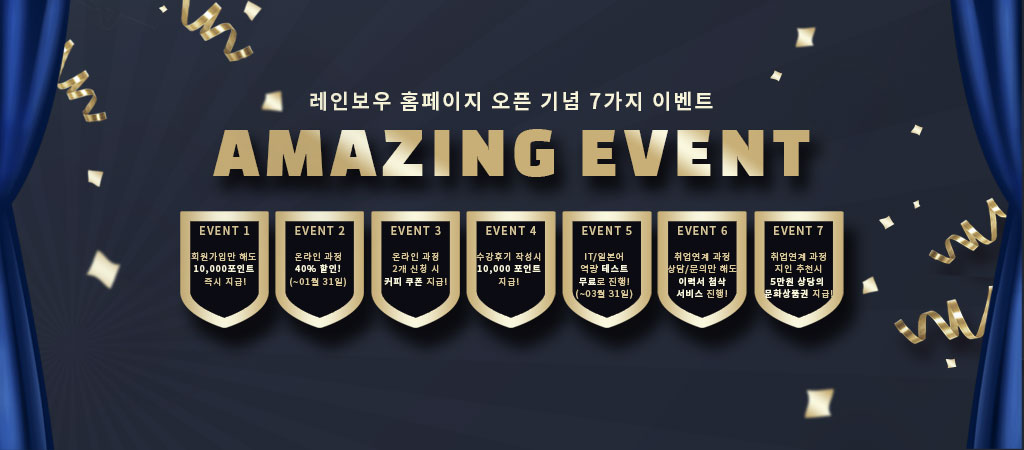 레인보우 홈페이지 오픈 기념 7가지 이벤트
AMAZING EVENT
EVENT 1
회원가입만 해도
10,000포인트
즉시 지급!
EVENT 2
온라인 과정
40% 할인!
(~01월 31일)
EVENT 3
온라인 과정
2개 신청 시
커피 쿠폰 지급!
EVENT 4
수강후기 작성시
10,000 포인트
지급!
EVENT 5
IT/일본어
역량 테스트
무료로 진행!
(~03월 31일)
EVENT 6
취업연계 과정
상담/문의만 해도
이력서 첨삭
서비스 진행!
EVENT 7
취업연계 과정
지인 추천시
5만원 상당의
문화상품권 지급!